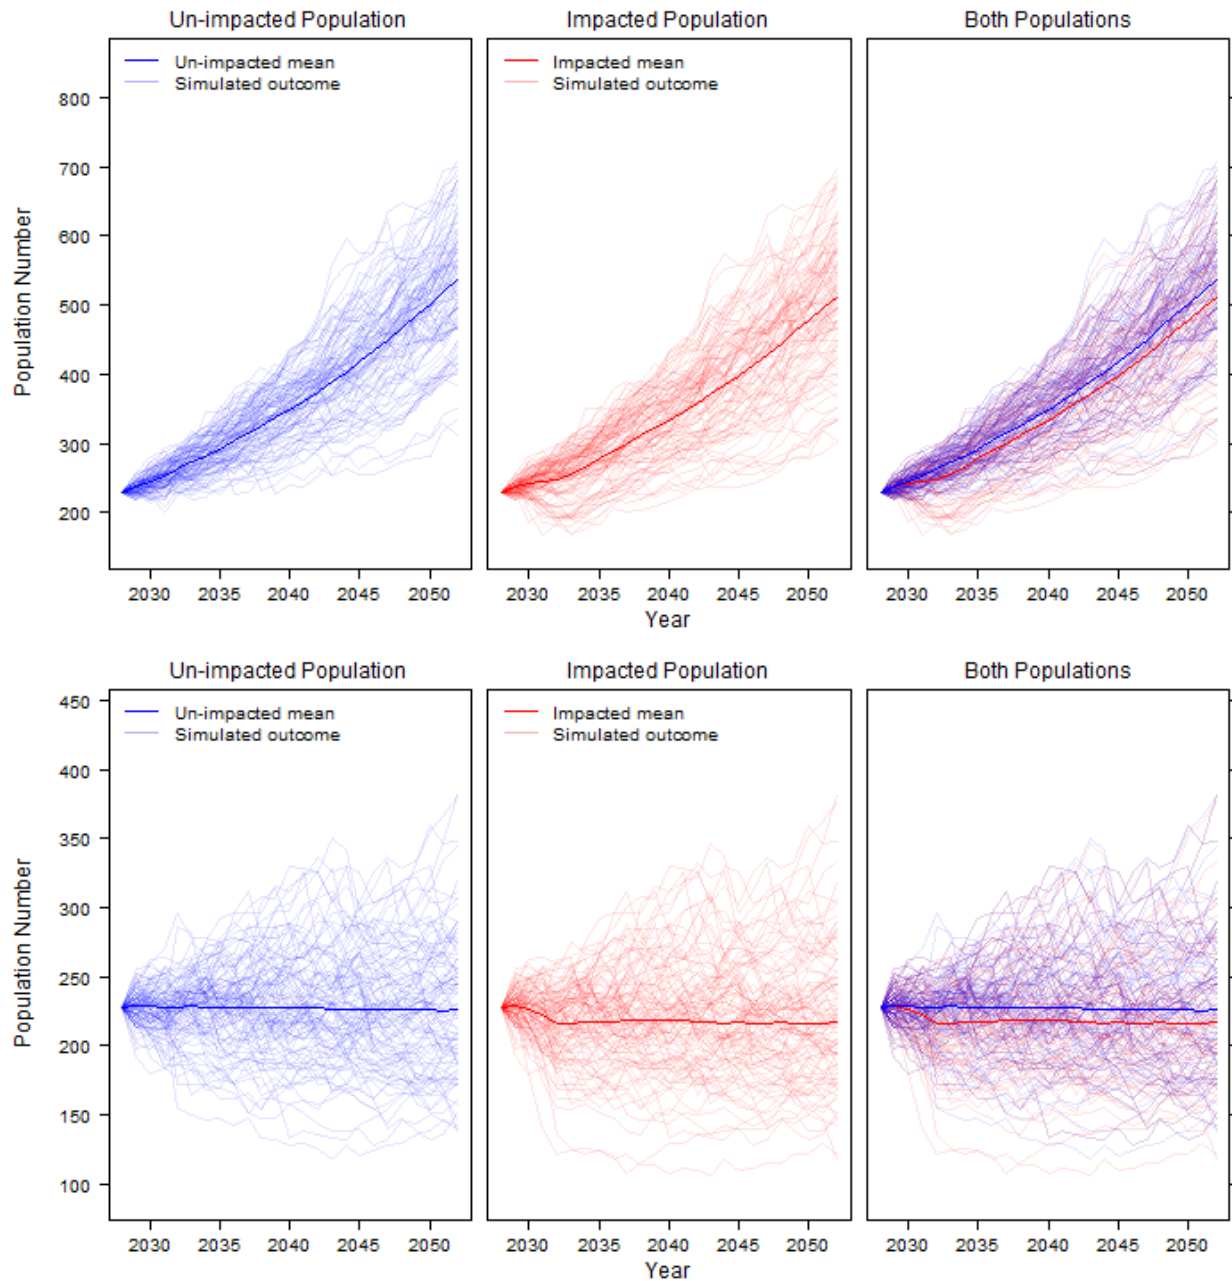 Un-impacted Population
Impacted Population
Both Populations
Un-impacted mean
Simulated outcome
Impacted mean
Simulated outcome
800
700
600
500
400
300
200
Population Number
2030 2035 2040 2045 2050
2030 2035 2040 2045 2050
2030 2035 2040 2045 2050
Year
Un-impacted Population
Impacted Population
Both Populations
Un-impacted mean
Simulated outcome
Impacted mean
Simulated outcome
450
400
350
300
250
200
150
100
Population Number
2030 2035 2040 2045 2050
2030 2035 2040 2045 2050
2030 2035 2040 2045 2050
Year